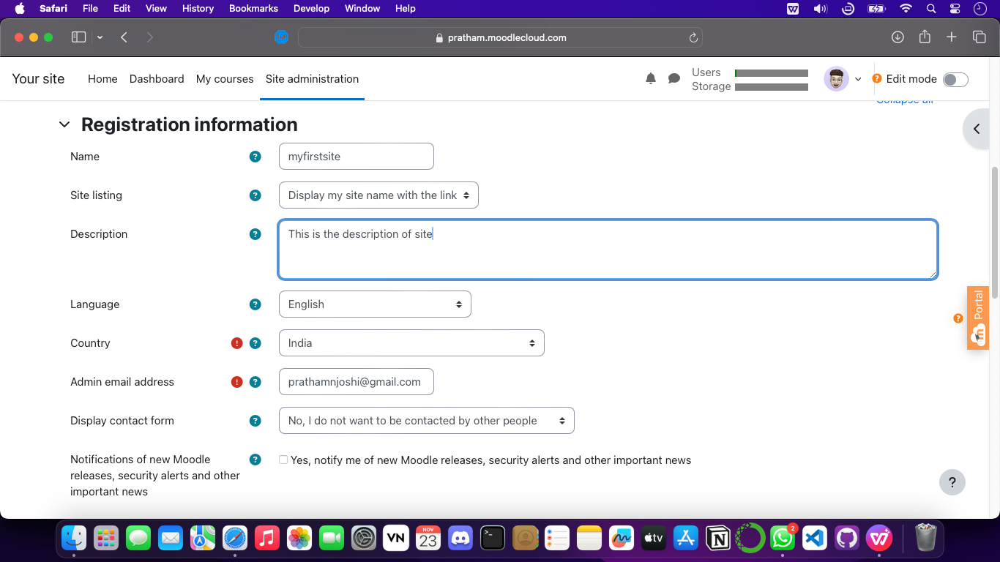 Safari File Edit View History Bookmarks Develop Window Help
pratham.moodlecloud.com
Your site Home Dashboard My courses Site administration
Users
Storage
Edit mode
Registration information
Name myfirstsite
Site listing Display my site name with the link
Description This is the description of site
Language English
Country India
Admin email address prathamnjoshi@gmail.com
Display contact form No, I do not want to be contacted by other people
Notifications of new Moodle
releases, security alerts and other
important news
Yes, notify me of new Moodle releases, security alerts and other important news
Portal
VN
NOV
23
tv
2